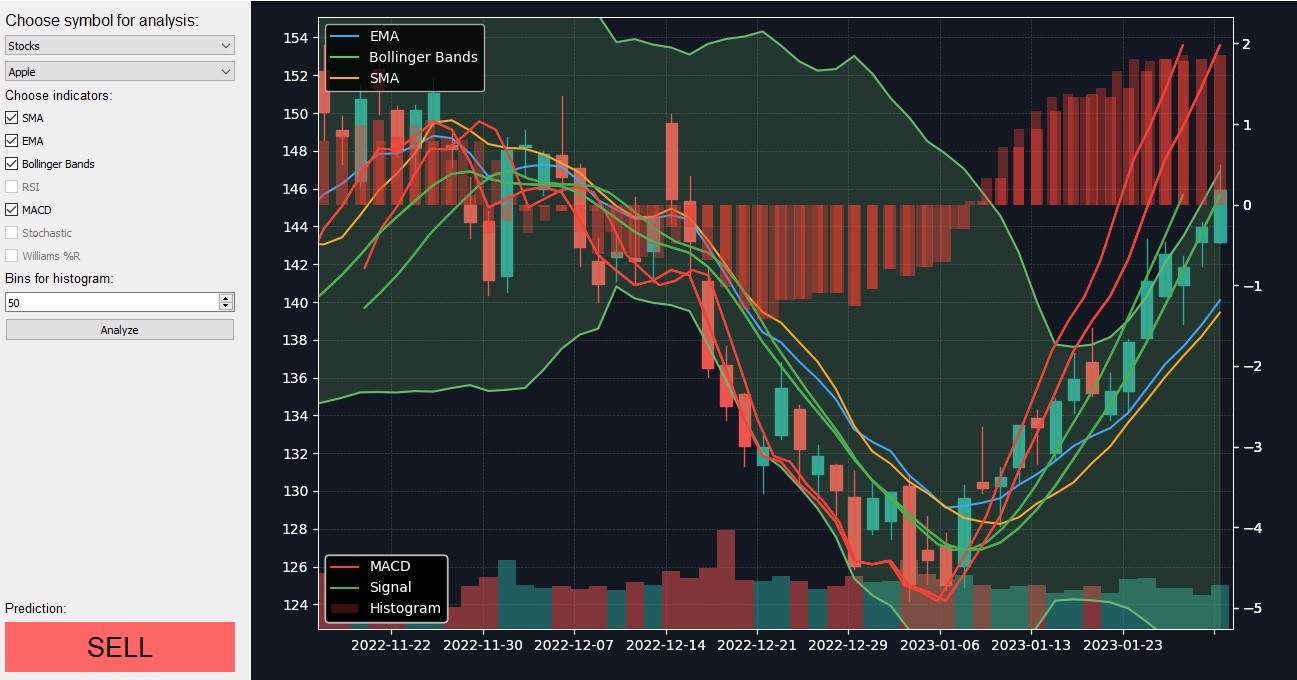 Choose symbol for analysis:
Stocks
Apple
Choose indicators:
SMA
EMA
Bollinger Bands
RSI
MACD
Stochastic
Williams %R
Bins for histogram:
50
Analyze
Prediction:
SELL
EMA
Bollinger Bands
SMA
154
152
150
148
146
144
142
140
138
136
134
132
130
128
126
124
2
1
0
−1
−2
−3
−4
−5
MACD
Signal
Histogram
2022-11-22 2022-11-30 2022-12-07 2022-12-14 2022-12-21 2022-12-29 2023-01-06 2023-01-13 2023-01-23